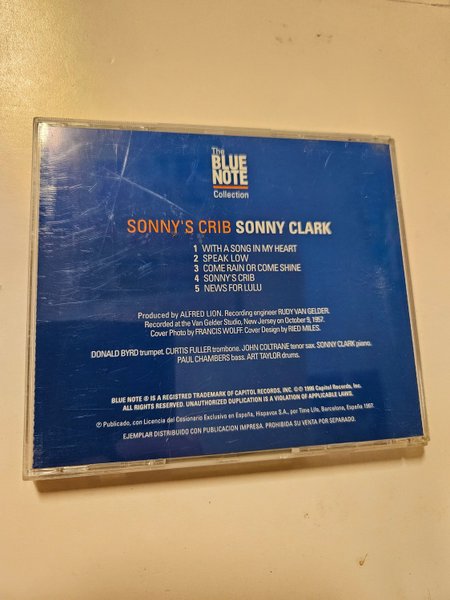 The
BLUE
NOTE
Collection
SONNY'S CRIB SONNY CLARK
1 WITH A SONG IN MY HEART
2 SPEAK LOW
3 COME RAIN OR COME SHINE
4 SONNY'S CRIB
5 NEWS FOR LULU
Produced by ALFRED LION. Recording engineer RUDY VAN GELDER.
Recorded at the Van Gelder Studio, New Jersey on October 9, 1957.
Cover Photo by FRANCIS WOLFF. Cover Design by RIED MILES.
DONALD BYRD trumpet. CURTIS FULLER trombone. JOHN COLTRANE tenor sax. SONNY CLARK piano.
PAUL CHAMBERS bass. ART TAYLOR drums.
BLUE NOTE ® IS A REGISTRED TRADEMARK OF CAPITOL RECORDS, INC. ©℗ 1996 Capitol Records, Inc.
ALL RIGHTS RESERVED. UNAUTHORIZED DUPLICATION IS A VIOLATION OF APPLICABLE LAWS.
℗ Publicado, con Licencia del Cesionario Exclusivo en España, Hispavox S.A., por Time Life, Barcelona, España 1997.
EJEMPLAR DISTRIBUIDO CON PUBLICACION IMPRESA. PROHIBIDA SU VENTA POR SEPARADO.